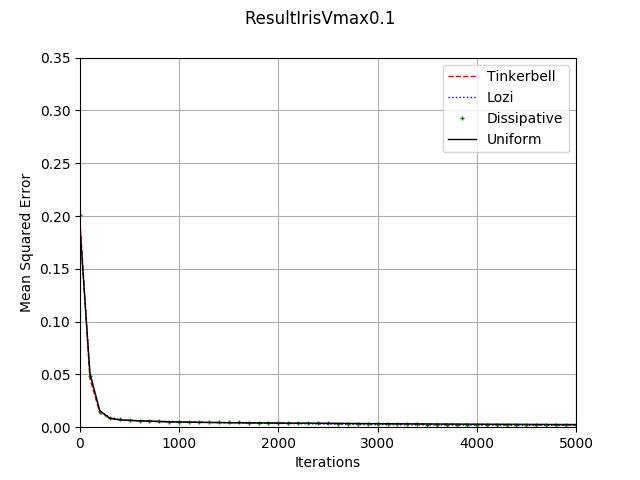 ResultIrisVmax0.1
0.35
0.30
0.25
0.20
0.15
0.10
0.05
0.00
Mean Squared Error
Tinkerbell
Lozi
Dissipative
Uniform
0 1000 2000 3000 4000 5000
Iterations